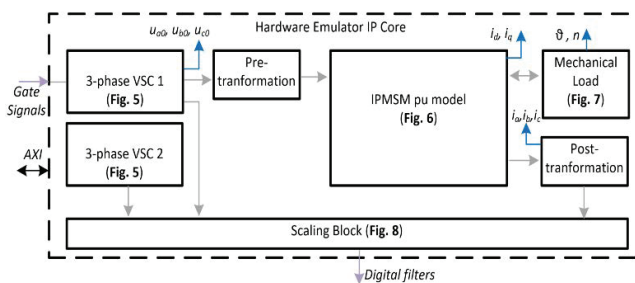 Hardware Emulator IP Core
u_a0, u_b0, u_c0
i_d, i_q
ϑ , n
Gate
Signals
3-phase VSC 1
(Fig. 5)
Pre-
tranformation
IPMSM pu model
(Fig. 6)
Mechanical
Load
(Fig. 7)
i_a,i_b,i_c
AXI
3-phase VSC 2
(Fig. 5)
Post-
tranformation
Scaling Block (Fig. 8)
Digital filters